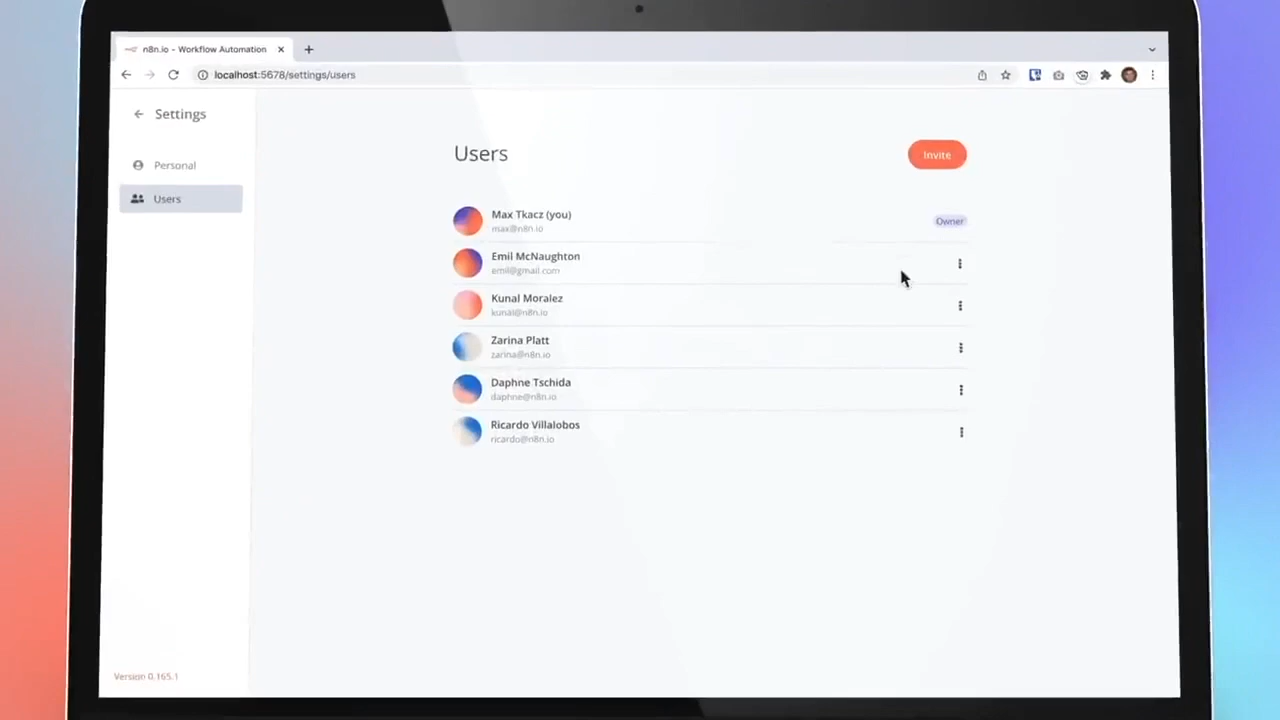 n8n.io - Workflow Automation
localhost:5678/settings/users
Settings
Personal
Users
Users
Invite
Max Tkacz (you)
max@n8n.io
Owner
Emil McNaughton
emil@gmail.com
Kunal Moralez
kunal@n8n.io
Zarina Platt
zarina@n8n.io
Daphne Tschida
daphne@n8n.io
Ricardo Villalobos
ricardo@n8n.io
Version 0.165.1